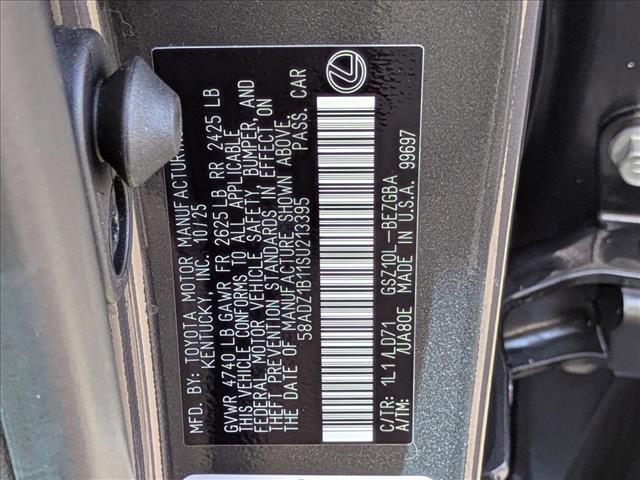 MFD. BY: TOYOTA MOTOR MANUFACTURING
KENTUCKY, INC. 10/25
GVWR 4740 LB GAWR FR 2625 LB RR 2425 LB
THIS VEHICLE CONFORMS TO ALL APPLICABLE
FEDERAL MOTOR VEHICLE SAFETY, BUMPER, AND
THEFT PREVENTION STANDARDS IN EFFECT ON
THE DATE OF MANUFACTURE SHOWN ABOVE.
58ADZ1B11SU213395 PASS. CAR
C/TR: 1L1/LD71 GSZ10L-BEZGBA
A/TM: /UA80E MADE IN U.S.A. 99697